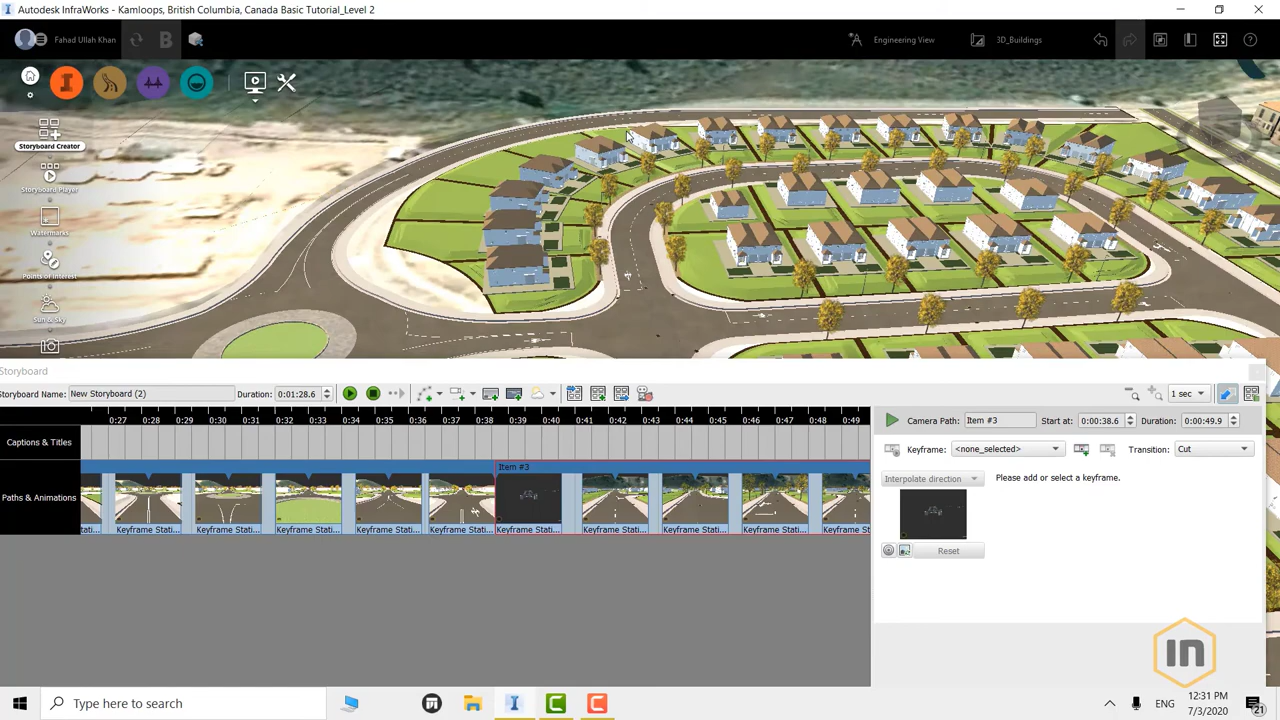 Autodesk InfraWorks - Kamloops, British Columbia, Canada Basic Tutorial_Level 2
Fahad Ullah Khan
Engineering View
3D_Buildings
Storyboard Creator
Storyboard Player
Watermarks
Points of Interest
Sun & Sky
Storyboard
Storyboard Name: New Storyboard (2) Duration: 0:01:28.6 1 sec
0:27 0:28 0:29 0:30 0:31 0:32 0:33 0:34 0:35 0:36 0:37 0:38 0:39 0:40 0:41 0:42 0:43 0:44 0:45 0:46 0:47 0:48 0:49
Captions & Titles
Item #3
Paths & Animations
tati... Keyframe Stati... Keyframe Stati... Keyframe Stati... Keyframe Stati... Keyframe Stati... Keyframe Stati... Keyframe Stati... Keyframe Stati... Keyframe Stati... Keyframe Stati
Camera Path: Item #3 Start at: 0:00:38.6 Duration: 0:00:49.9
Keyframe: <none_selected> Transition: Cut
Interpolate direction
Please add or select a keyframe.
Reset
in
Type here to search
ENG
12:31 PM
7/3/2020
21